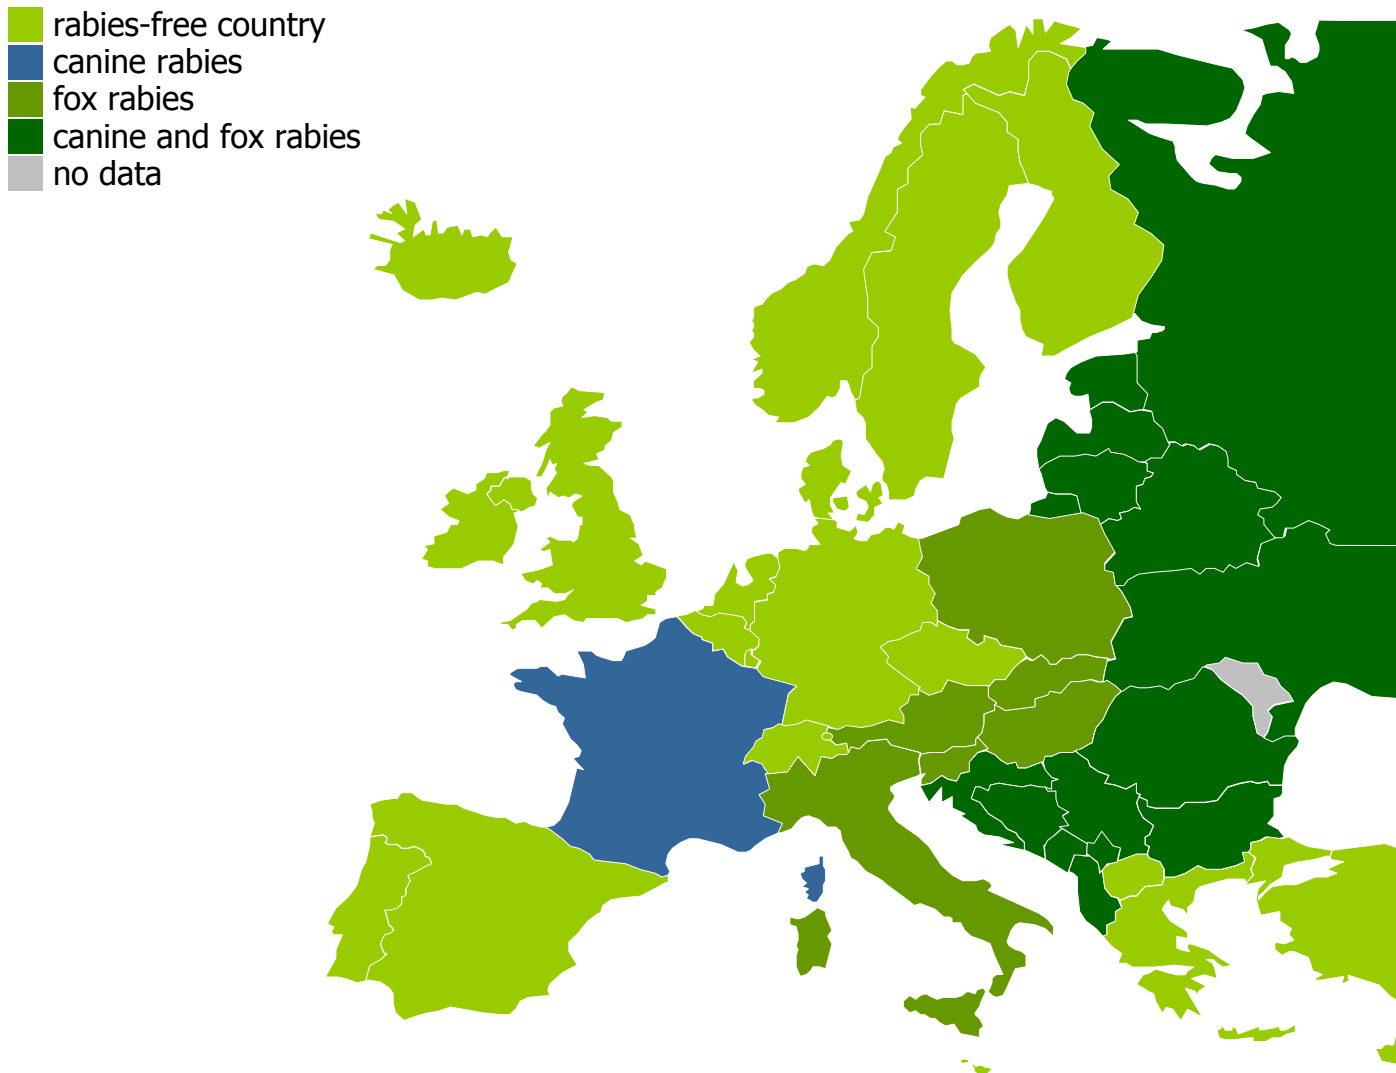 rabies-free country
canine rabies
fox rabies
canine and fox rabies
no data